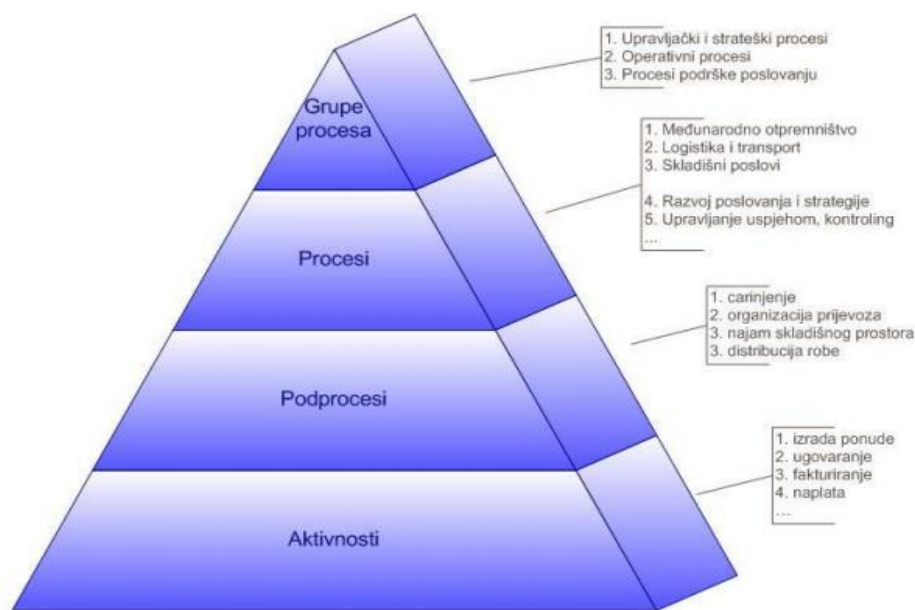 Grupe
procesa
1. Upravljački i strateški procesi
2. Operativni procesi
3. Procesi podrške poslovanju
Procesi
1. Međunarodno otpremništvo
2. Logistika i transport
3. Skladišni poslovi
4. Razvoj poslovanja i strategije
5. Upravljanje uspjehom, kontroling
...
Podprocesi
1. carinjenje
2. organizacija prijevoza
3. najam skladišnog prostora
3. distribucija robe
Aktivnosti
1. izrada ponude
2. ugovaranje
3. fakturiranje
4. naplata
...